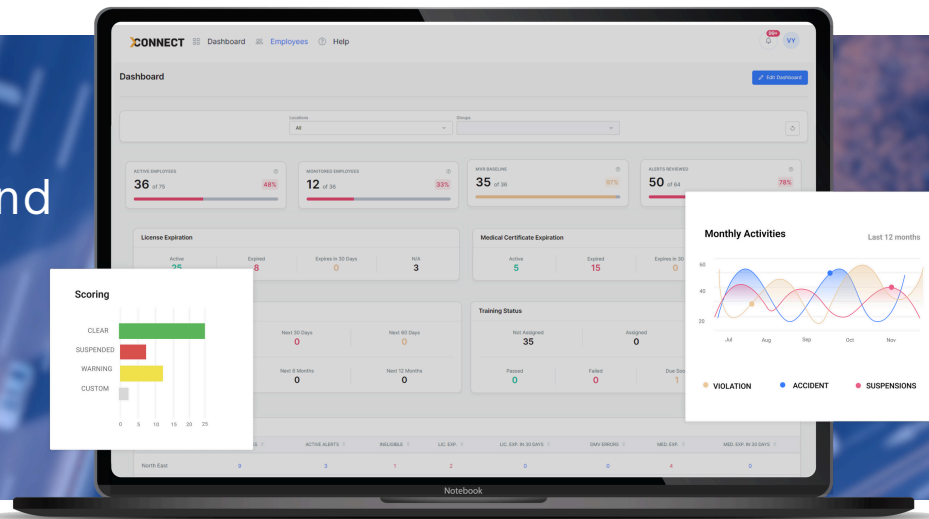 nd
CONNECT Dashboard Employees Help
99+
VY
Dashboard
Edit Dashboard
Locations
All
Groups
ACTIVE EMPLOYEES
36 of 75
48%
MONITORED EMPLOYEES
12 of 36
33%
MVR BASELINE
35 of 36
97%
ALERTS REVIEWED
50 of 64
78%
License Expiration
Active
25
Expired
8
Expires in 30 Days
0
N/A
3
Medical Certificate Expiration
Active
5
Expired
15
Expires in 30
0
Next 30 Days
0
Next 60 Days
0
Next 6 Months
0
Next 12 Months
0
Training Status
Not Assigned
35
Assigned
0
Passed
0
Failed
0
1
ACTIVE ALERTS
INELIGIBLE
LIC. EXP.
LIC. EXP. IN 30 DAYS
DMV ERRORS
MED. EXP.
MED. EXP. IN 30 DAYS
North East 3 1 2 0 0 4 0
Scoring
CLEAR
SUSPENDED
WARNING
CUSTOM
0 5 10 15 20 25
Monthly Activities
Last 12 months
60
40
20
Jul Aug Sep Oct Nov
VIOLATION ACCIDENT SUSPENSIONS
Notebook